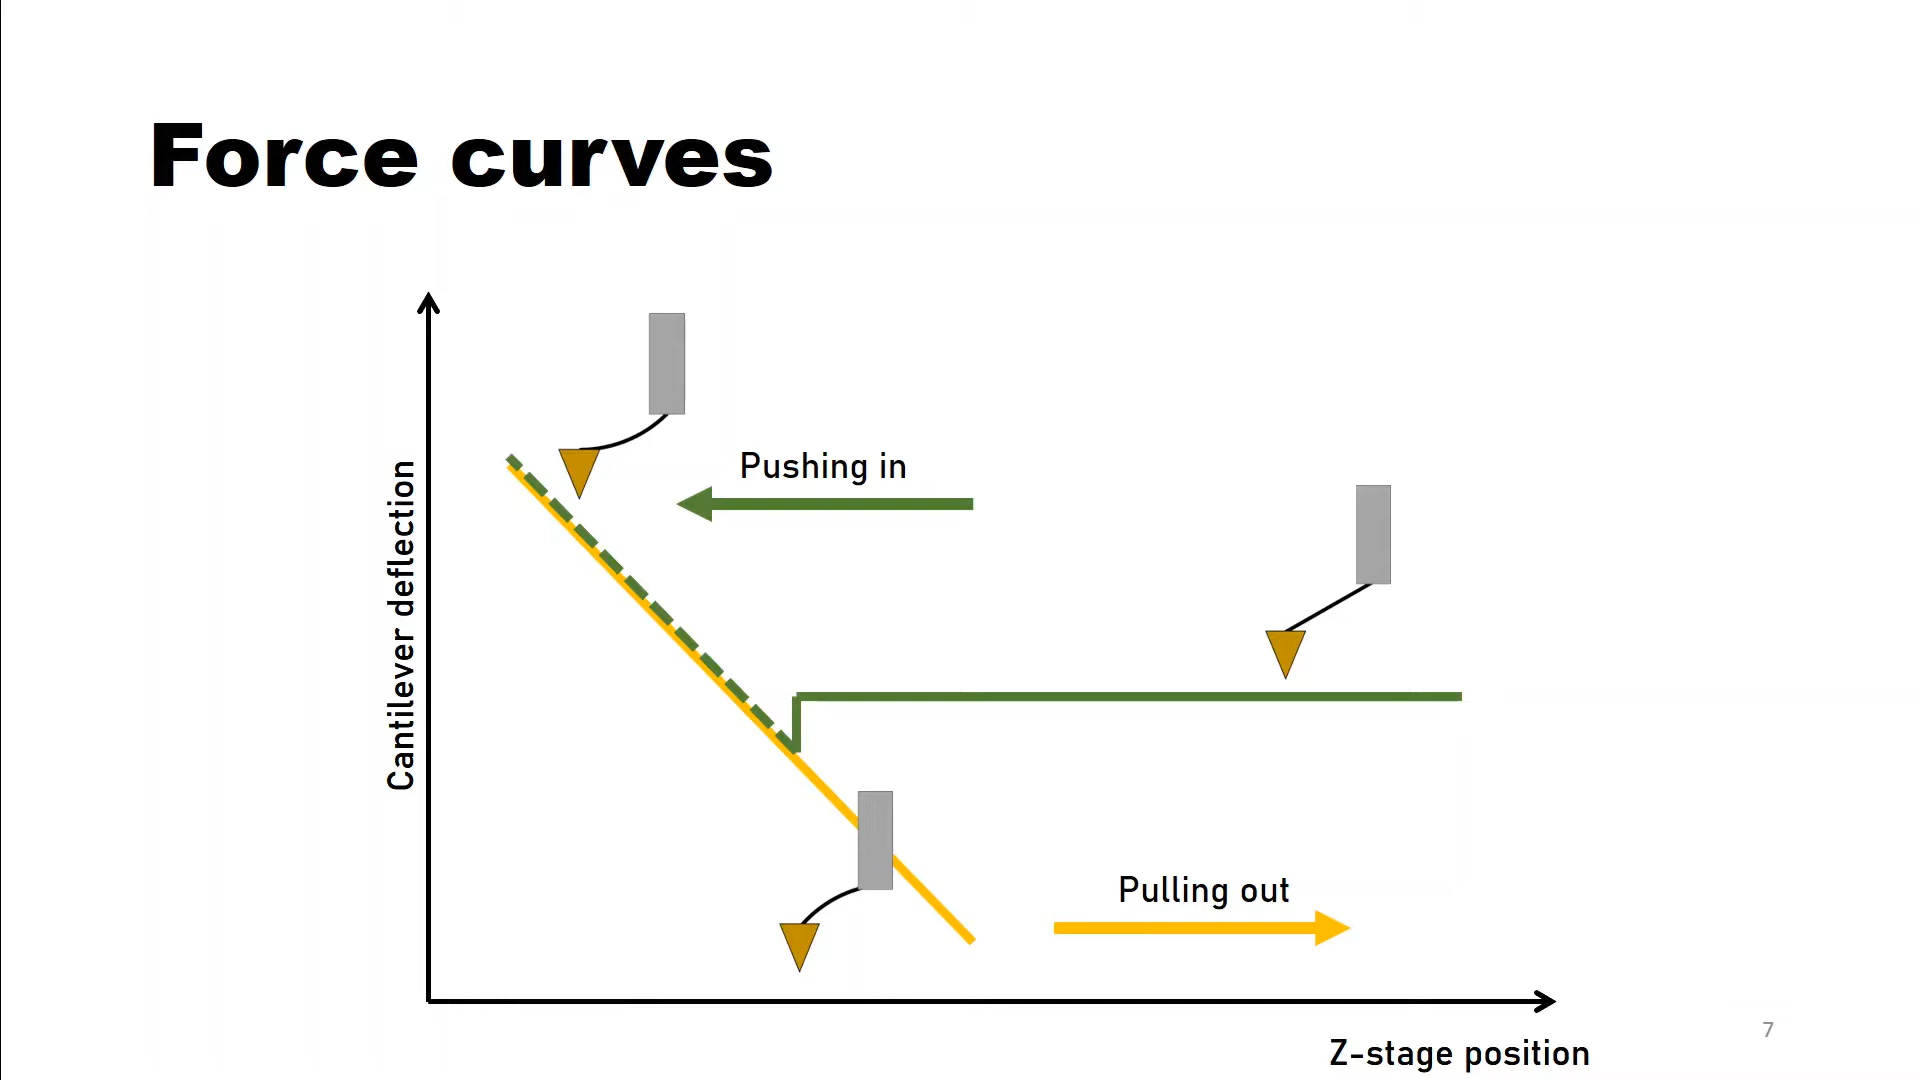 Force curves
Pushing in
Cantilever deflection
Pulling out
Z-stage position
7